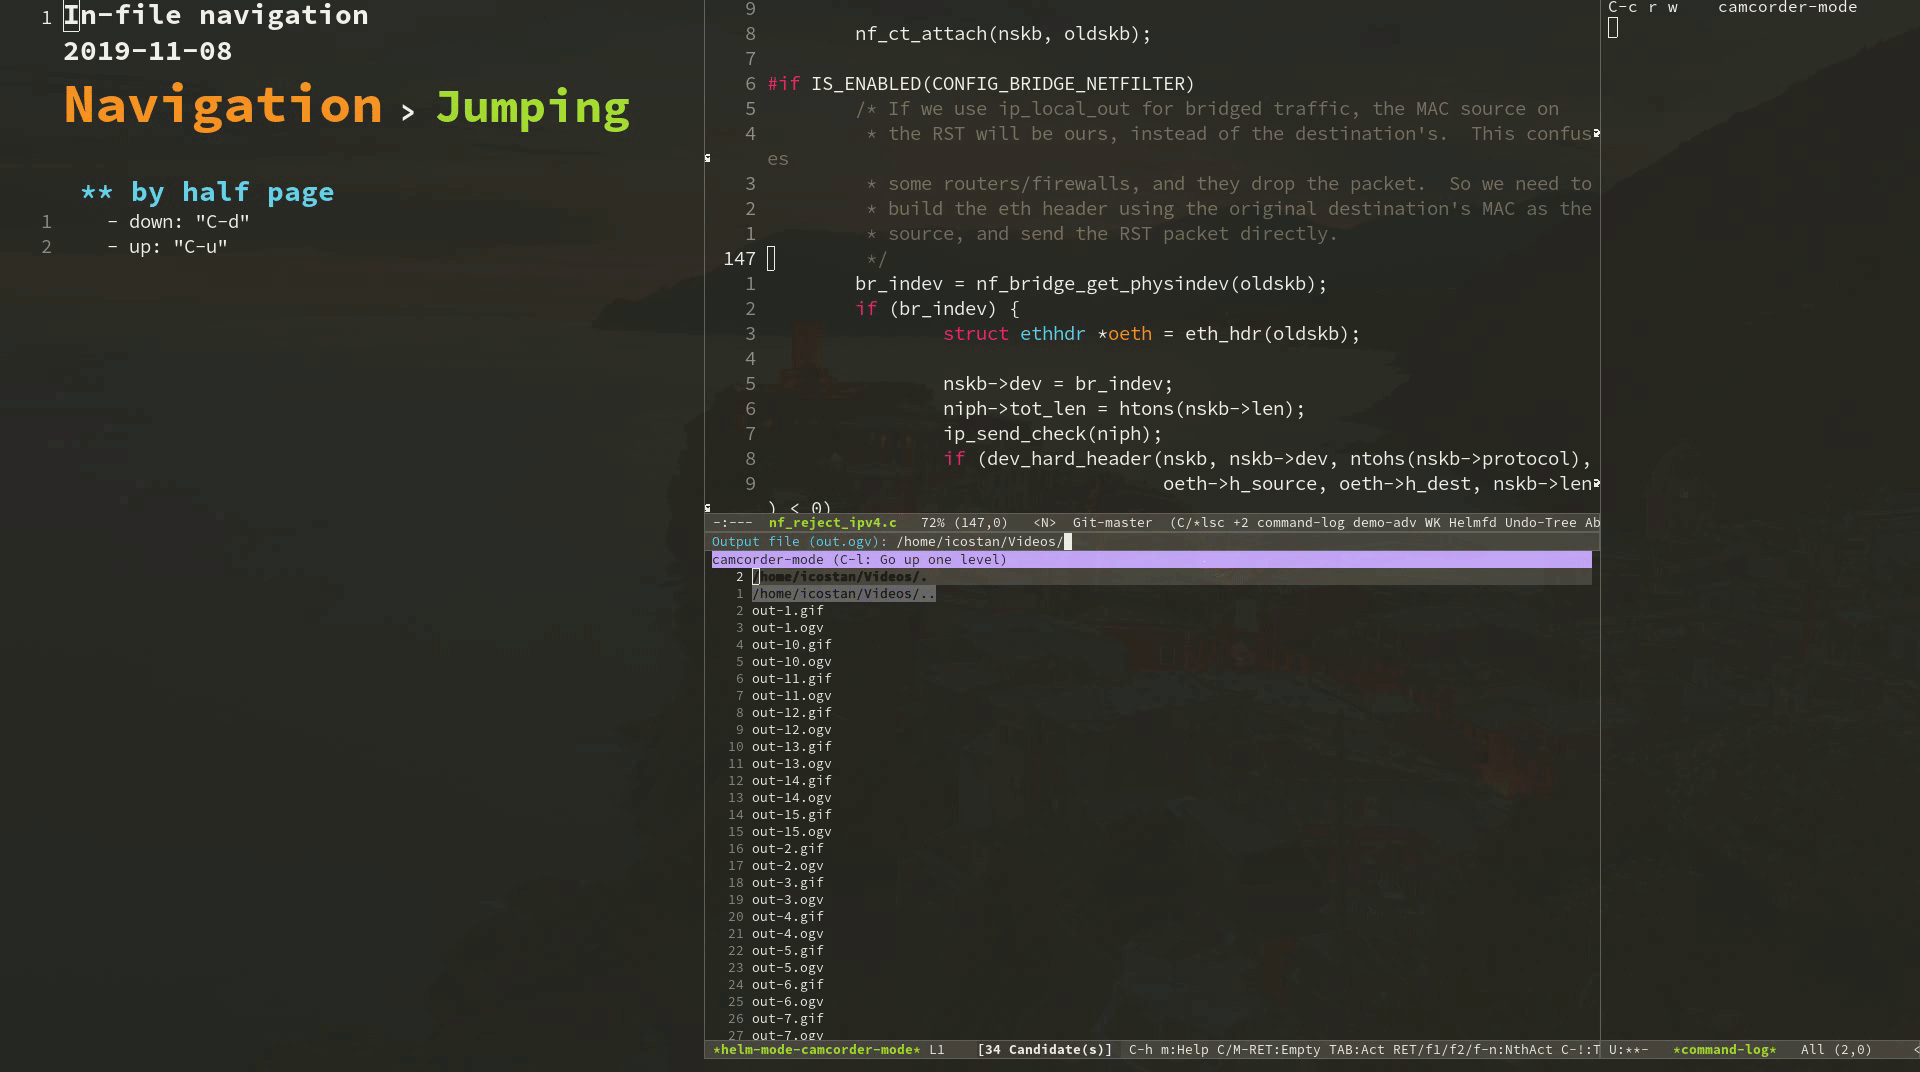 1 In-file navigation
2019-11-08
Navigation > Jumping
** by half page
1 - down: "C-d"
2 - up: "C-u"
9
8 nf_ct_attach(nskb, oldskb);
7
6 #if IS_ENABLED(CONFIG_BRIDGE_NETFILTER)
5 /* If we use ip_local_out for bridged traffic, the MAC source on
4 * the RST will be ours, instead of the destination's.  This confus
es
3 * some routers/firewalls, and they drop the packet.  So we need to
2 * build the eth header using the original destination's MAC as the
1 * source, and send the RST packet directly.
147 */
1 br_indev = nf_bridge_get_physindev(oldskb);
2 if (br_indev) {
3 struct ethhdr *oeth = eth_hdr(oldskb);
4
5 nskb->dev = br_indev;
6 niph->tot_len = htons(nskb->len);
7 ip_send_check(niph);
8 if (dev_hard_header(nskb, nskb->dev, ntohs(nskb->protocol),
9 oeth->h_source, oeth->h_dest, nskb->len
) < 0)
-:--- nf_reject_ipv4.c 72% (147,0) <N> Git-master (C/*lsc +2 command-log demo-adv WK Helmfd Undo-Tree Ab
Output file (out.ogv): /home/icostan/Videos/
camcorder-mode (C-l: Go up one level)
2 /home/icostan/Videos/.
1 /home/icostan/Videos/..
2 out-1.gif
3 out-1.ogv
4 out-10.gif
5 out-10.ogv
6 out-11.gif
7 out-11.ogv
8 out-12.gif
9 out-12.ogv
10 out-13.gif
11 out-13.ogv
12 out-14.gif
13 out-14.ogv
14 out-15.gif
15 out-15.ogv
16 out-2.gif
17 out-2.ogv
18 out-3.gif
19 out-3.ogv
20 out-4.gif
21 out-4.ogv
22 out-5.gif
23 out-5.ogv
24 out-6.gif
25 out-6.ogv
26 out-7.gif
27 out-7.ogv
*helm-mode-camcorder-mode* L1 [34 Candidate(s)] C-h m:Help C/M-RET:Empty TAB:Act RET/f1/f2/f-n:NthAct C-!:T
C-c r w camcorder-mode
U:**- *command-log* All (2,0) <